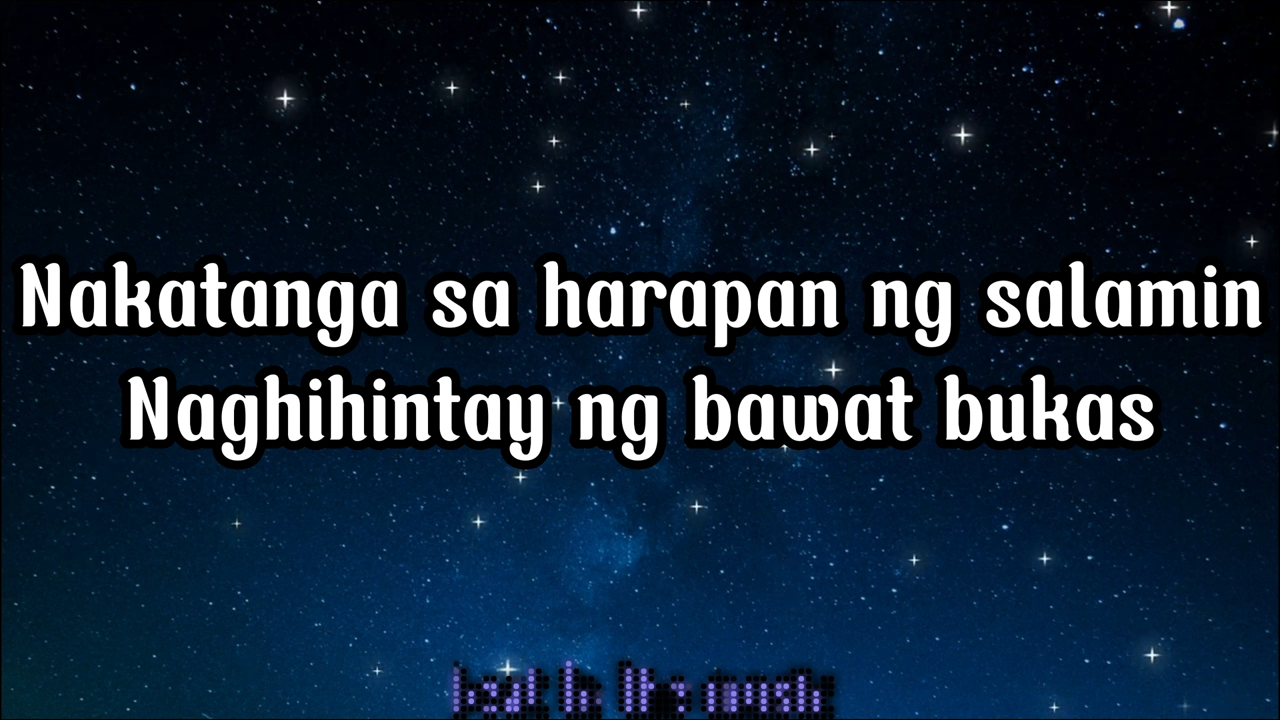 Nakatanga sa harapan ng salamin
Naghihintay ng bawat bukas